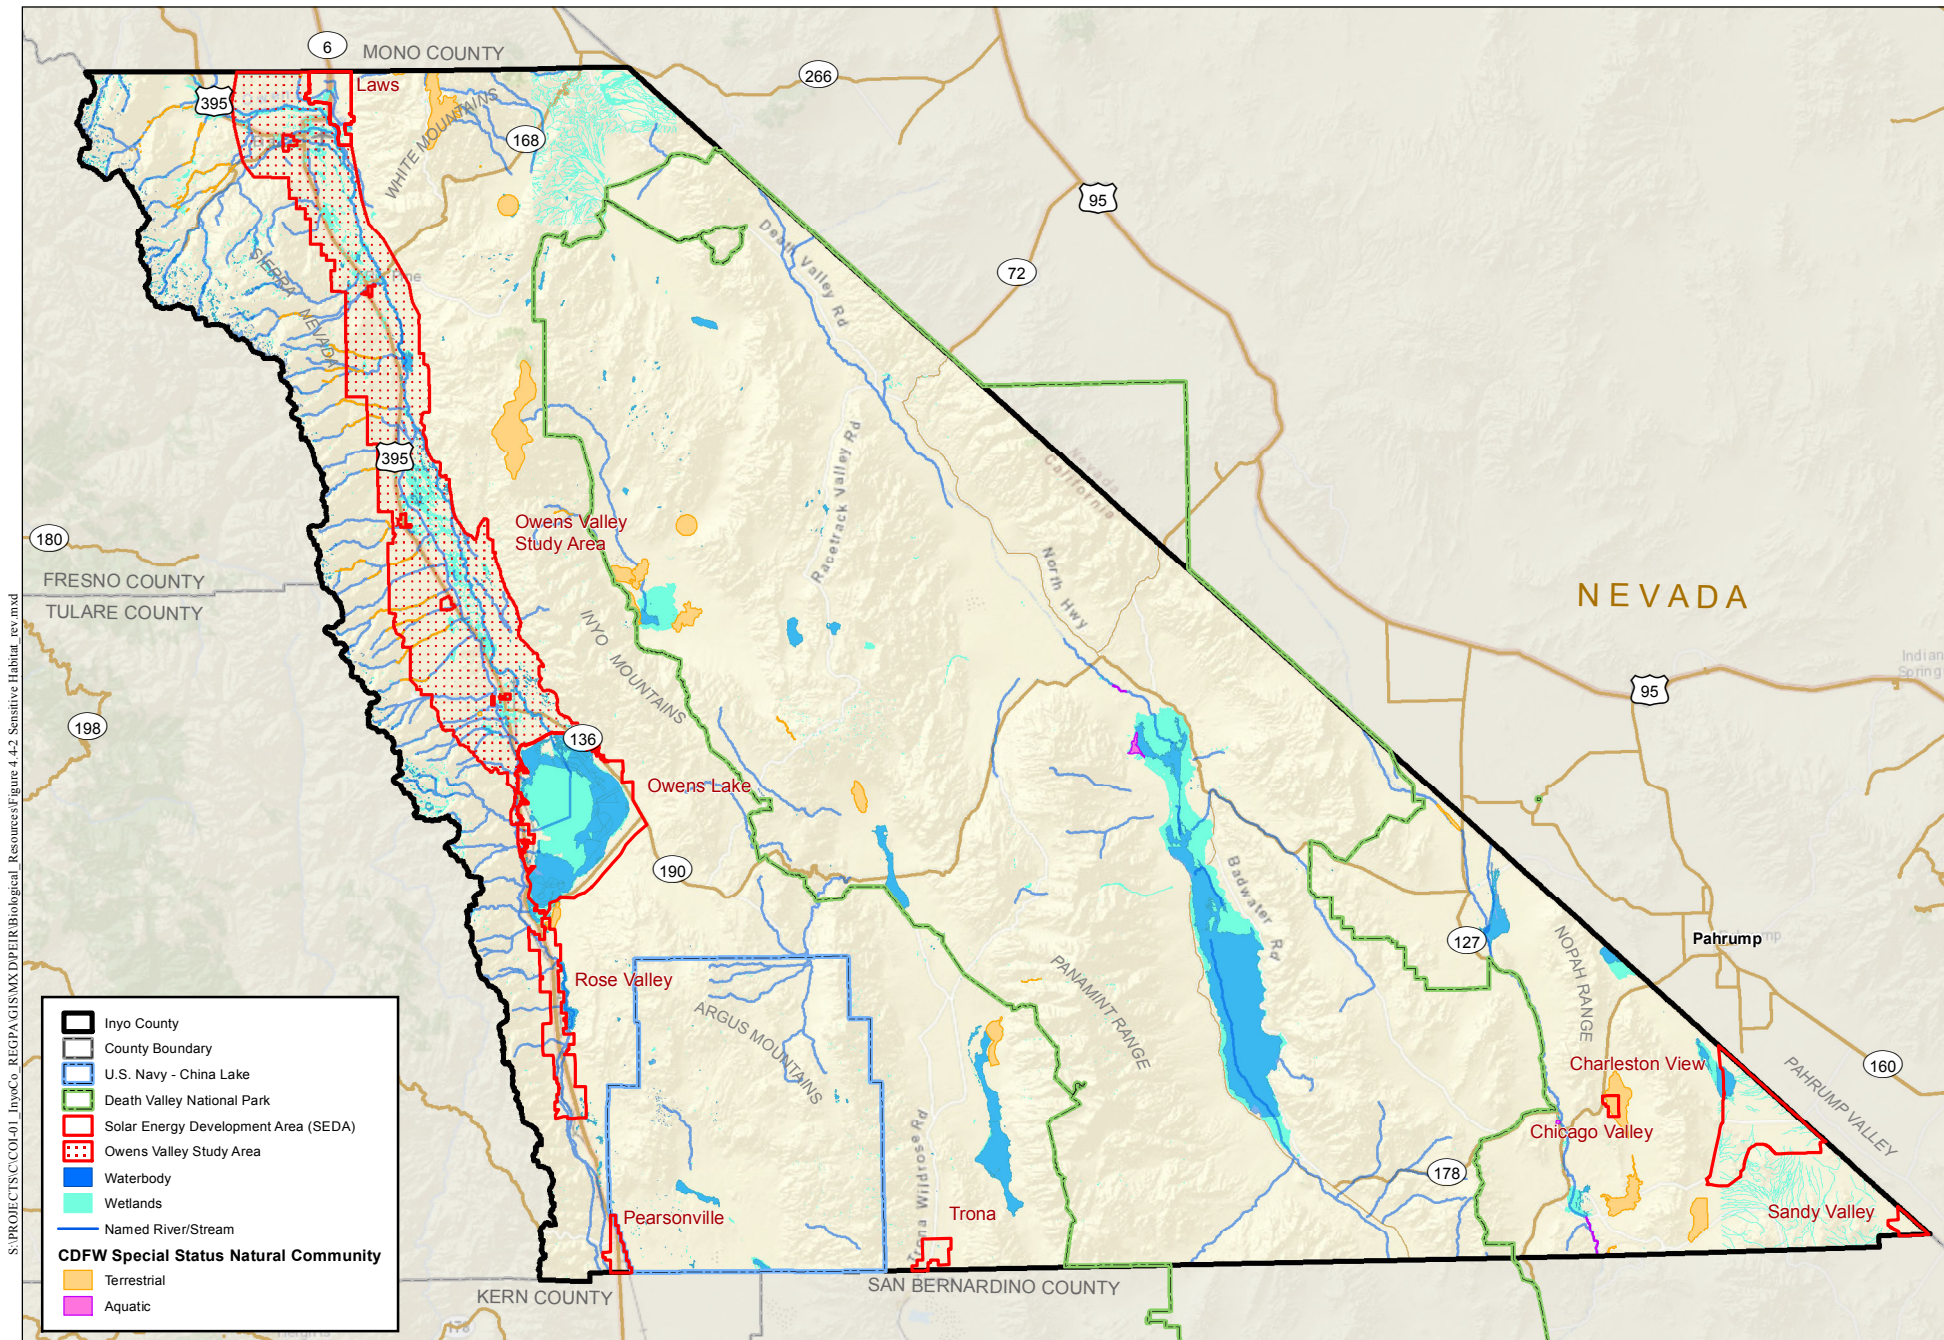 6
MONO COUNTY
266
395
Laws
WHITE MOUNTAINS
168
95
Death Valley Rd
72
SIERRA
NEVADA
Racetrack Valley Rd
Nevada
California
395
Owens Valley
Study Area
180
FRESNO COUNTY
TULARE COUNTY
North Hwy
NEVADA
INYO MOUNTAINS
Indian
Spring
95
198
136
Owens Lake
190
Badwater Rd
127
Pahrump
NOPAH RANGE
Rose Valley
PANAMINT RANGE
ARGUS MOUNTAINS
Charleston View
160
PAHRUMP VALLEY
Chicago Valley
Trona Wildrose Rd
178
Pearsonville
Trona
Sandy Valley
SAN BERNARDINO COUNTY
KERN COUNTY
178
Inyo County
County Boundary
U.S. Navy - China Lake
Death Valley National Park
Solar Energy Development Area (SEDA)
Owens Valley Study Area
Waterbody
Wetlands
Named River/Stream
CDFW Special Status Natural Community
Terrestrial
Aquatic
S:\PROJECTS\C\COI-01_InyoCo_REGPA\GIS\MXD\PEIR\Biological_Resources\Figure 4.4-2 Sensitive Habitat_rev.mxd